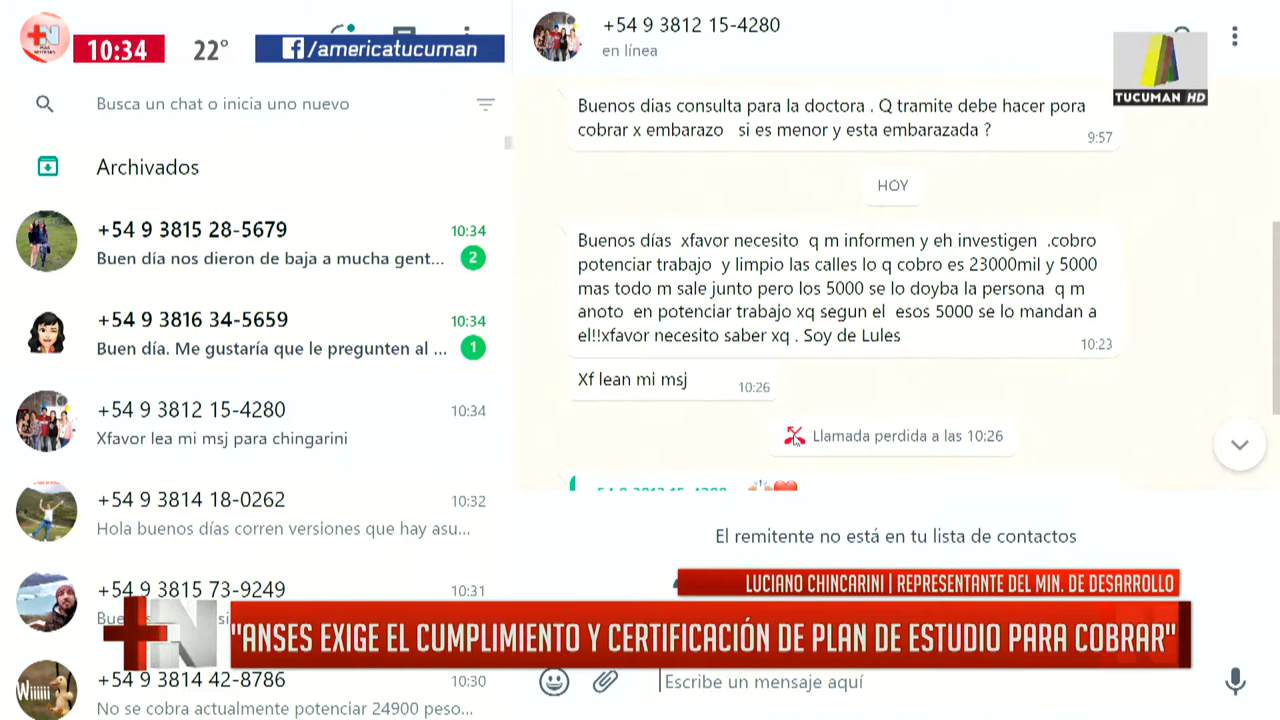 +N
10:34
22°
/americatucuman
+54 9 3812 15-4280
en línea
TUCUMAN HD
Busca un chat o inicia uno nuevo
Archivados
+54 9 3815 28-5679
10:34
Buen día nos dieron de baja a mucha gent...
2
+54 9 3816 34-5659
10:34
Buen día. Me gustaría que le pregunten al ...
1
+54 9 3812 15-4280
10:34
Xfavor lea mi msj para chingarini
+54 9 3814 18-0262
10:32
Hola buenos días corren versiones que hay asu...
+54 9 3815 73-9249
10:31
+54 9 3814 42-8786
10:30
Wiiiiii
No se cobra actualmente potenciar 24900 peso...
Buenos dias consulta para la doctora . Q tramite debe hacer pora
cobrar x embarazo si es menor y esta embarazada ?
9:57
HOY
Buenos días xfavor necesito q m informen y eh investigen .cobro
potenciar trabajo y limpio las calles lo q cobro es 23000mil y 5000
mas todo m sale junto pero los 5000 se lo doyba la persona q m
anoto en potenciar trabajo xq segun el esos 5000 se lo mandan a
el!!xfavor necesito saber xq . Soy de Lules
10:23
Xf lean mi msj
10:26
Llamada perdida a las 10:26
+54 9 3812 15-4280
El remitente no está en tu lista de contactos
LUCIANO CHINCARINI | REPRESENTANTE DEL MIN. DE DESARROLLO
+N
"ANSES EXIGE EL CUMPLIMIENTO Y CERTIFICACIÓN DE PLAN DE ESTUDIO PARA COBRAR"
Escribe un mensaje aquí